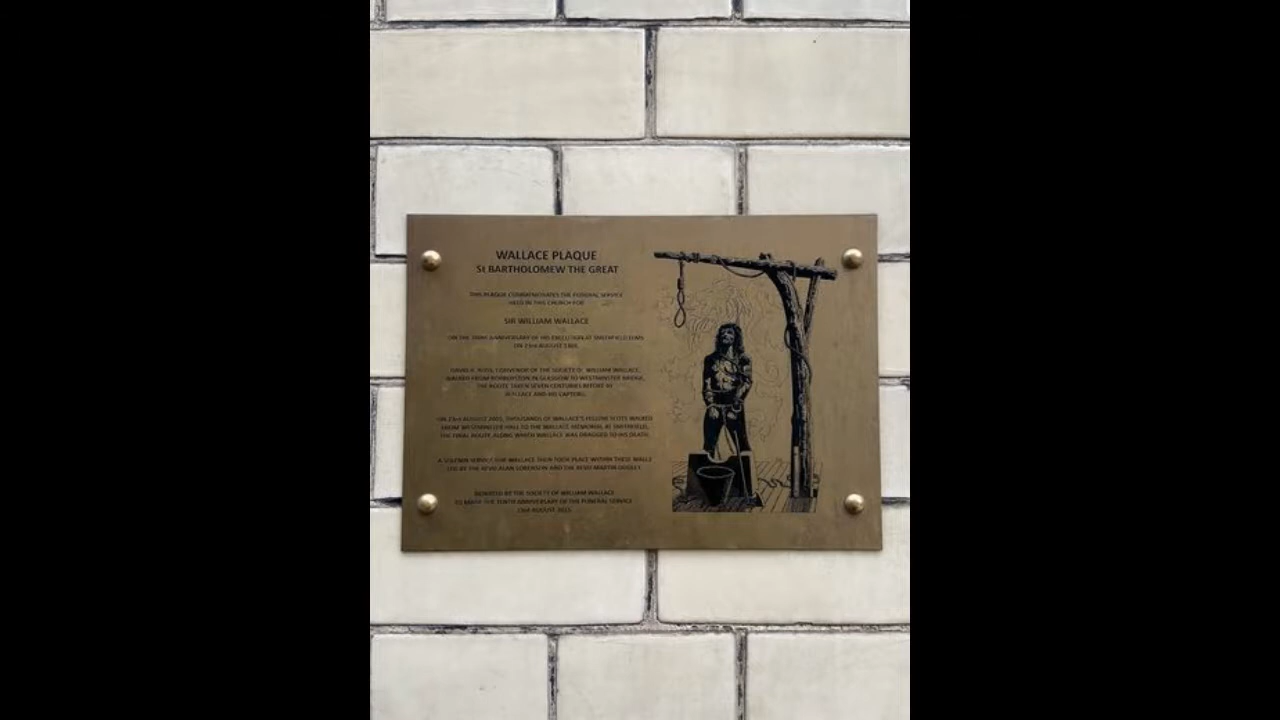 WALLACE PLAQUE
St BARTHOLOMEW THE GREAT
THIS PLAQUE COMMEMORATES THE FUNERAL SERVICE
HELD IN THIS CHURCH FOR
SIR WILLIAM WALLACE
ON THE 700th ANNIVERSARY OF HIS EXECUTION AT SMITHFIELD ELMS
ON 23rd AUGUST 1305.
DAVID R. ROSS, CONVENOR OF THE SOCIETY OF WILLIAM WALLACE,
WALKED FROM ROBROYSTON IN GLASGOW TO WESTMINSTER BRIDGE,
THE ROUTE TAKEN SEVEN CENTURIES BEFORE BY
WALLACE AND HIS CAPTORS.
ON 23rd AUGUST 2005, THOUSANDS OF WALLACE'S FELLOW SCOTS WALKED
FROM WESTMINSTER HALL TO THE WALLACE MEMORIAL AT SMITHFIELD,
THE FINAL ROUTE ALONG WHICH WALLACE WAS DRAGGED TO HIS DEATH.
A SOLEMN SERVICE FOR WALLACE THEN TOOK PLACE WITHIN THESE WALLS
LED BY THE REVD ALAN AND THE REVD MARTIN DUDLEY.
DONATED BY THE SOCIETY OF WILLIAM WALLACE
TO MARK THE TENTH ANNIVERSARY OF THE FUNERAL SERVICE
23rd AUGUST 2015.